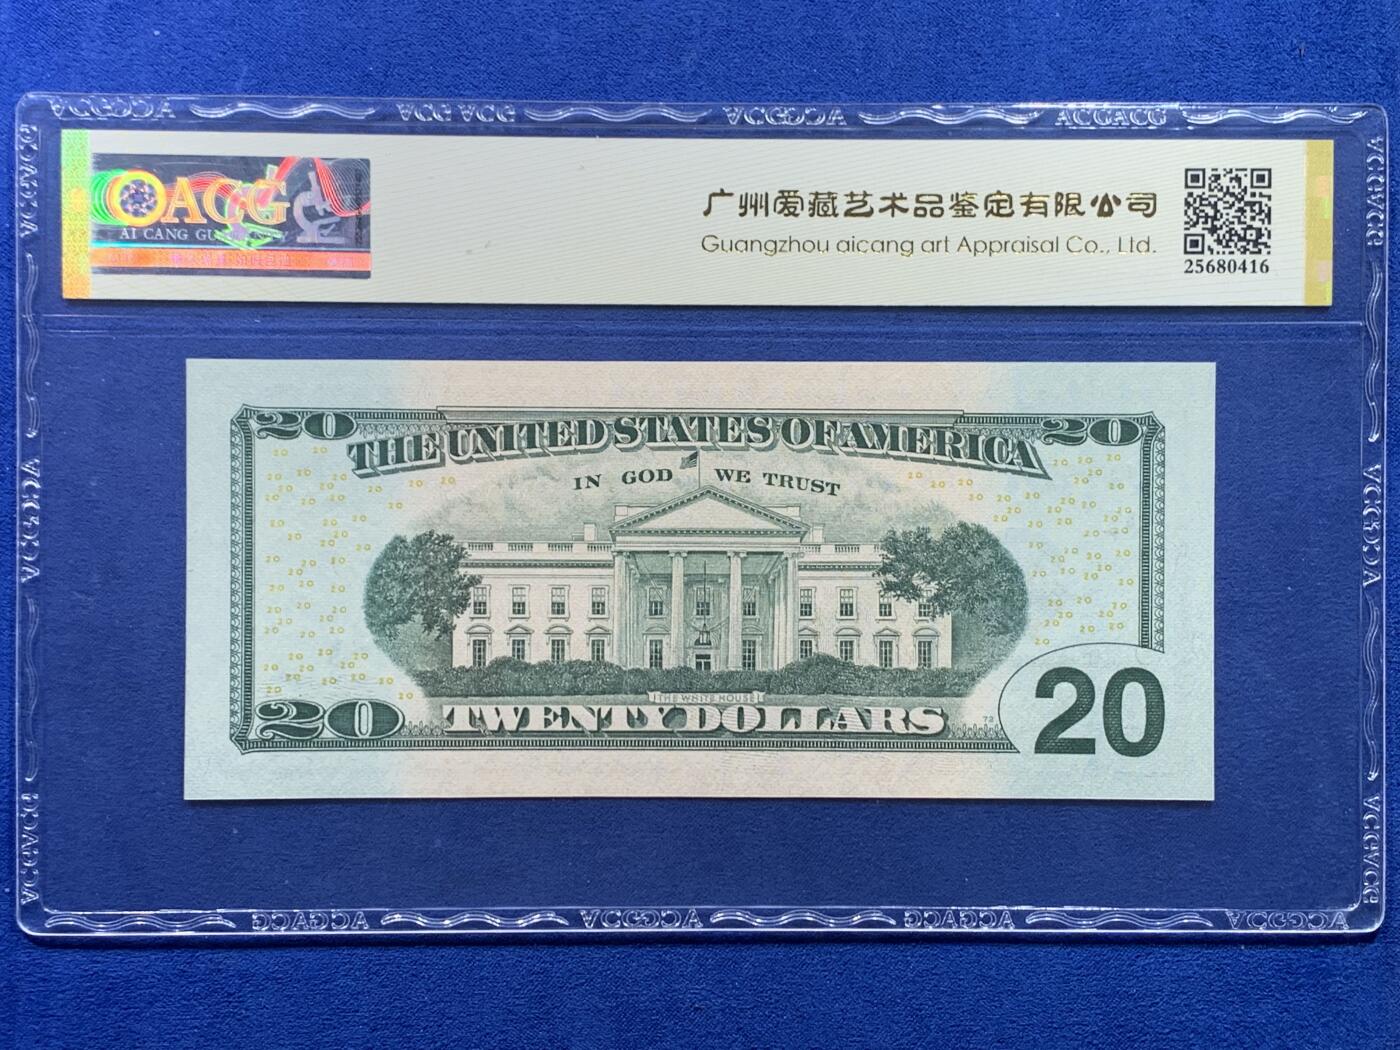 ACG
AI CANG GU
广州爱藏艺术品鉴定有限公司
Guangzhou aicang art Appraisal Co., Ltd.
25680416
20
20
THE UNITED STATES OF AMERICA
IN GOD WE TRUST
THE WHITE HOUSE
20
TWENTY DOLLARS
20